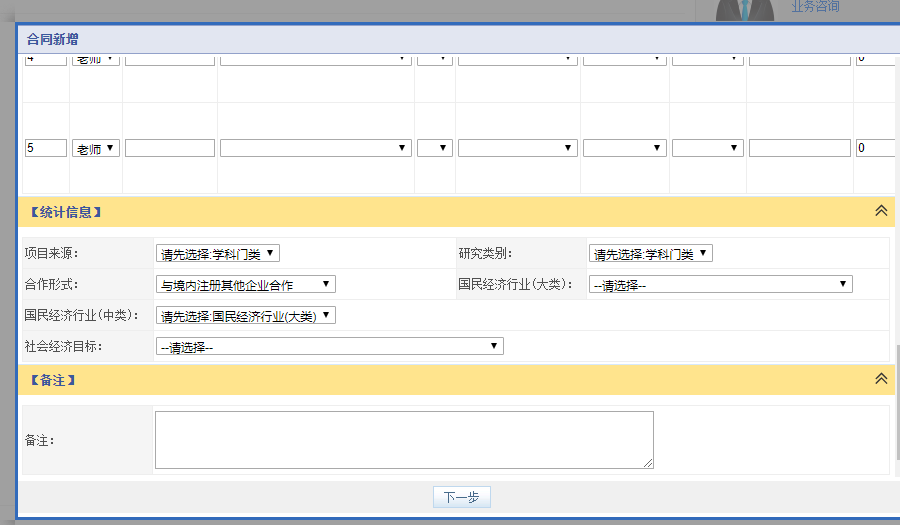 业务咨询
合同新增
4 老师 0
5 老师 0
【统计信息】
项目来源： 请先选择:学科门类 研究类别： 请先选择:学科门类
合作形式： 与境内注册其他企业合作 国民经济行业(大类)： --请选择--
国民经济行业(中类)： 请先选择:国民经济行业(大类)
社会经济目标： --请选择--
【备注】
备注：
下一步